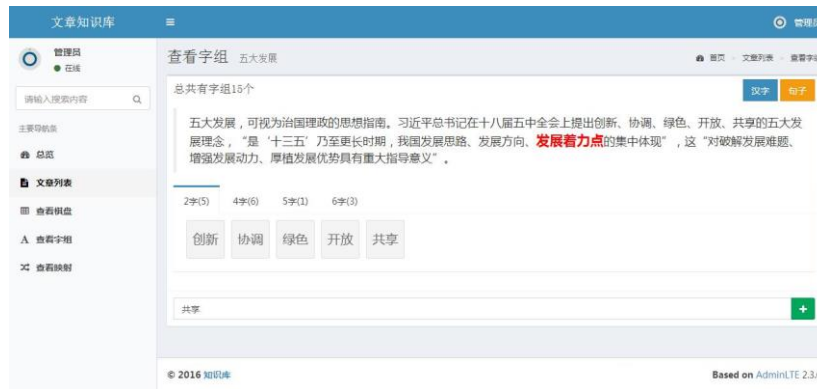 文章知识库
管理员
管理员
在线
请输入搜索内容
主要导航条
总览
文章列表
查看棋盘
A 查看字组
查看映射
查看字组 五大发展
首页 > 文章列表 > 查看字
总共有字组15个
汉字 句子
五大发展，可视为治国理政的思想指南。习近平总书记在十八届五中全会上提出创新、协调、绿色、开放、共享的五大发
展理念，“是‘十三五’乃至更长时期，我国发展思路、发展方向、发展着力点的集中体现”，这“对破解发展难题、
增强发展动力、厚植发展优势具有重大指导意义”。
2字(5) 4字(6) 5字(1) 6字(3)
创新 协调 绿色 开放 共享
共享
© 2016 知识库
Based on AdminLTE 2.3.